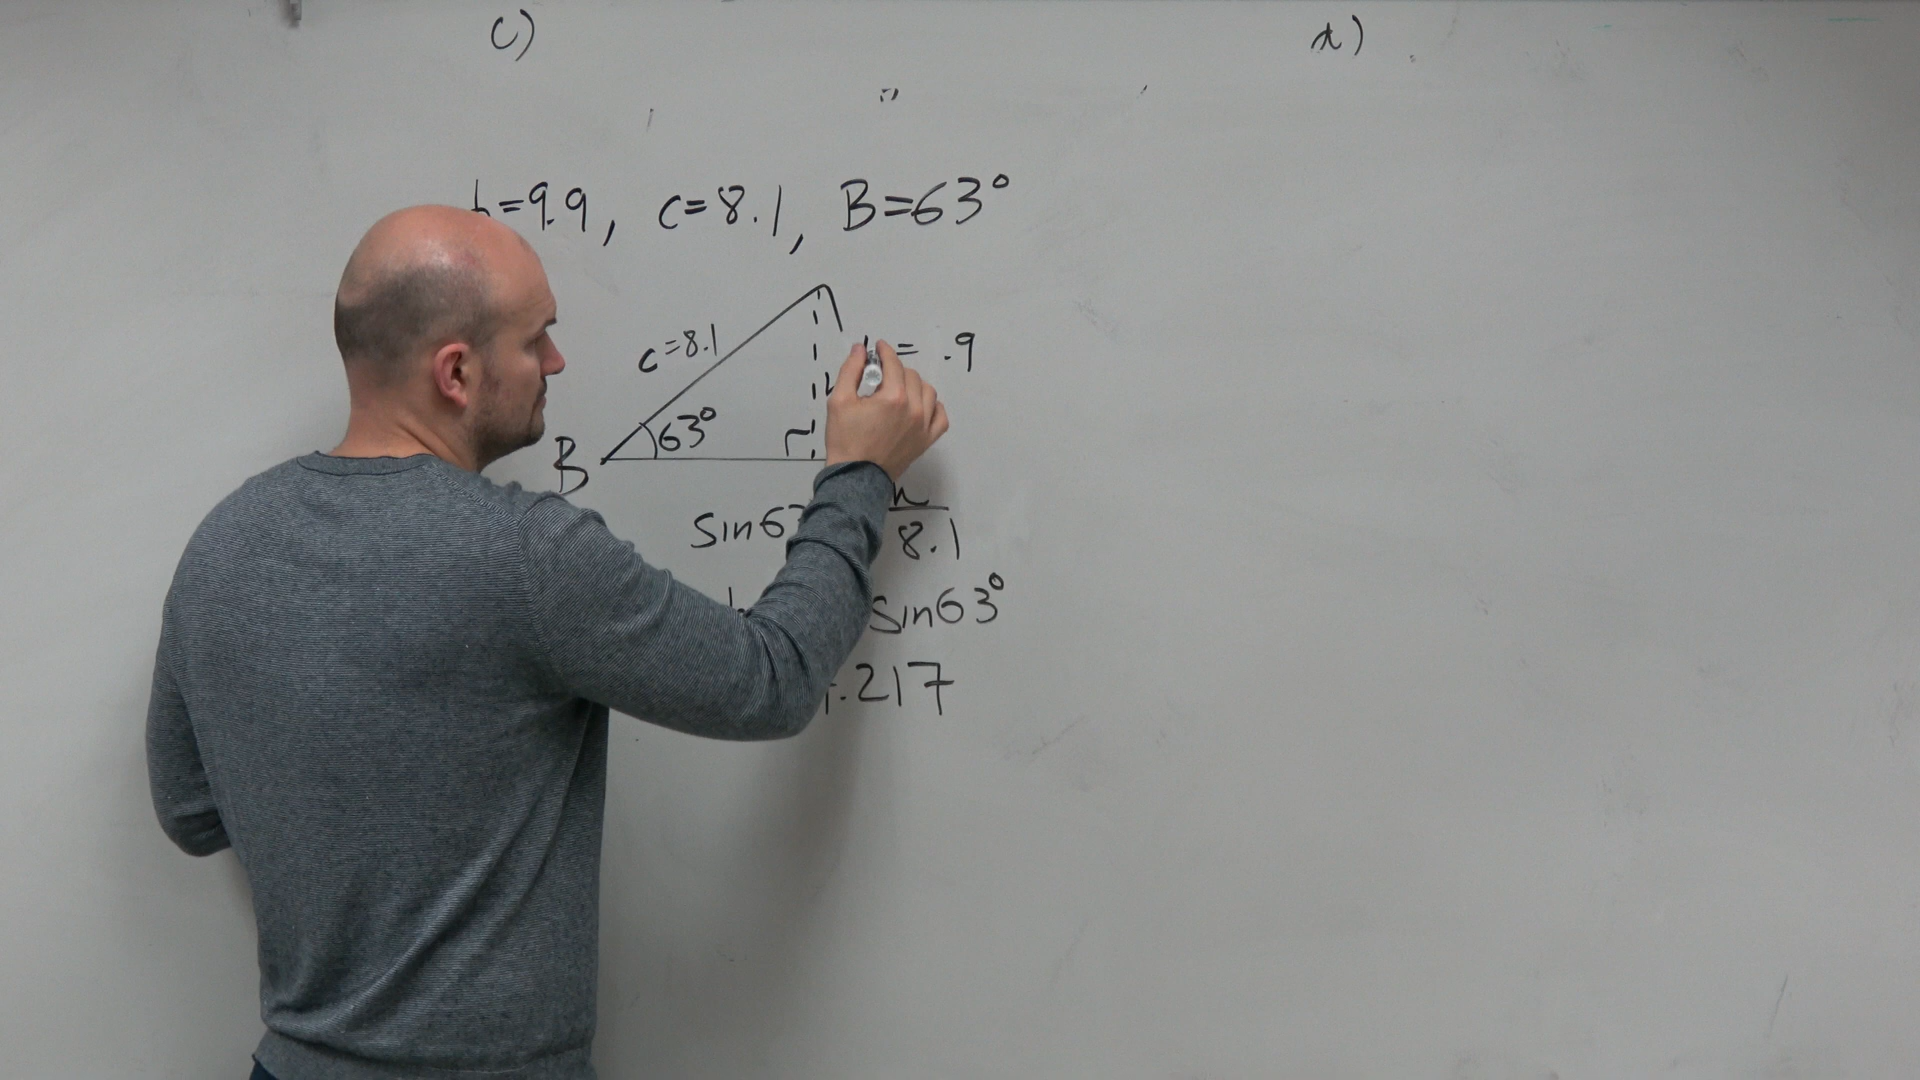 c)
d)
b=9.9, c=8.1, B=63°
c=8.1
= .9
63°
B
sin63
h
8.1
sin63°
.217